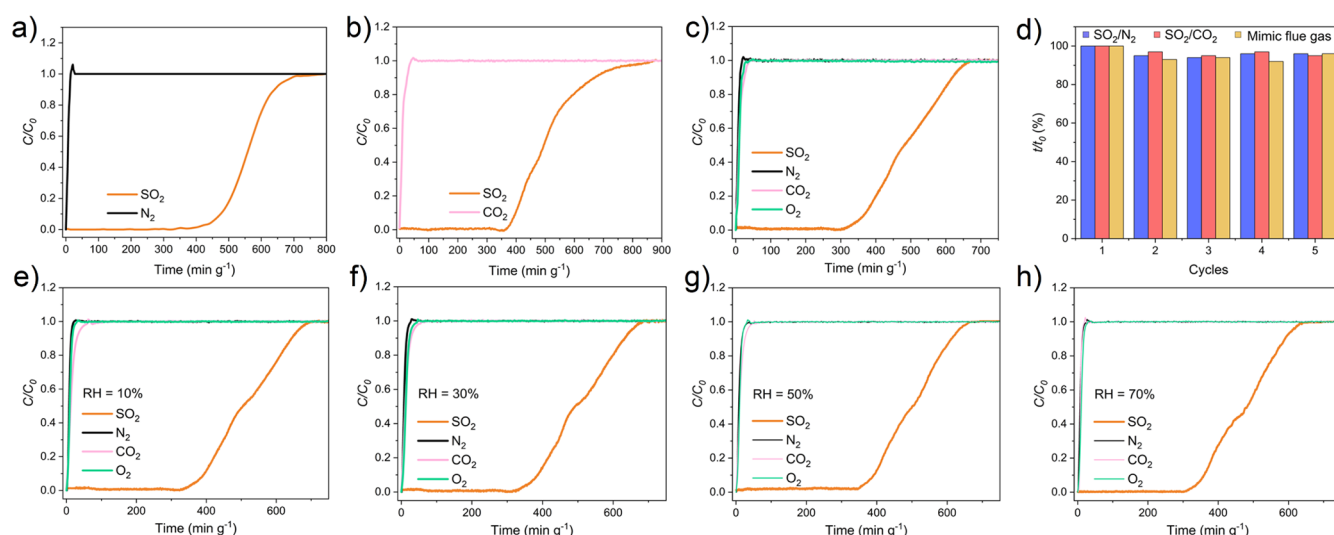 a)
1.2
1.0
0.8
0.6
0.4
0.2
0.0
C/C₀
SO₂
N₂
0 100 200 300 400 500 600 700 800
Time (min g⁻¹)
b)
1.2
1.0
0.8
0.6
0.4
0.2
0.0
C/C₀
SO₂
CO₂
0 100 200 300 400 500 600 700 800 900
Time (min g⁻¹)
c)
1.2
1.0
0.8
0.6
0.4
0.2
0.0
C/C₀
SO₂
N₂
CO₂
O₂
0 100 200 300 400 500 600 700
Time (min g⁻¹)
d)
SO₂/N₂ SO₂/CO₂ Mimic flue gas
100
80
60
40
20
0
t/t₀ (%)
1 2 3 4 5
Cycles
e)
1.2
1.0
0.8
0.6
0.4
0.2
0.0
C/C₀
RH = 10%
SO₂
N₂
CO₂
O₂
0 200 400 600
Time (min g⁻¹)
f)
1.2
1.0
0.8
0.6
0.4
0.2
0.0
C/C₀
RH = 30%
SO₂
N₂
CO₂
O₂
0 200 400 600
Time (min g⁻¹)
g)
1.2
1.0
0.8
0.6
0.4
0.2
0.0
C/C₀
RH = 50%
SO₂
N₂
CO₂
O₂
0 200 400 600
Time (min g⁻¹)
h)
1.2
1.0
0.8
0.6
0.4
0.2
0.0
C/C₀
RH = 70%
SO₂
N₂
CO₂
O₂
0 200 400 600
Time (min g⁻¹)